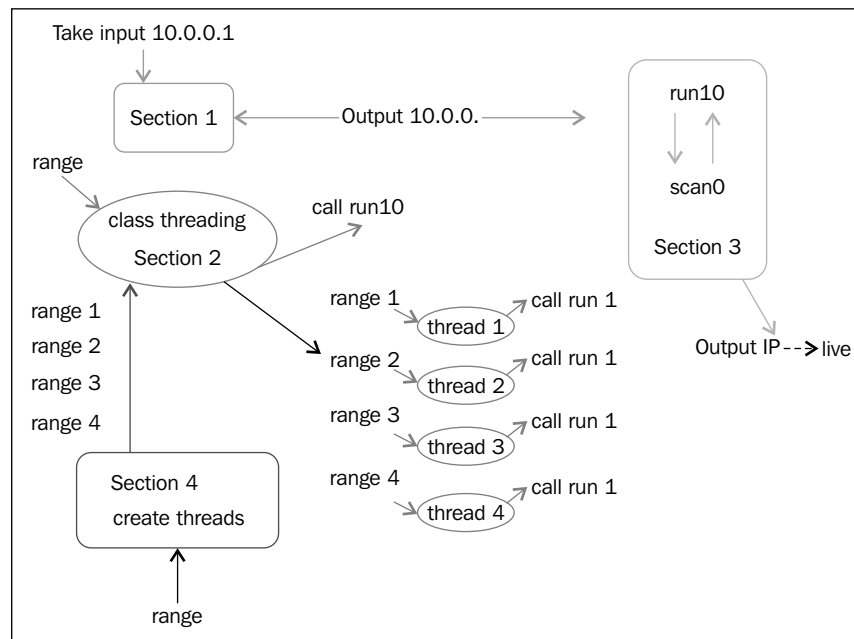 Take input 10.0.0.1
Section 1
Output 10.0.0.
run10
scan0
Section 3
Output IP
live
range
class threading
Section 2
call run10
range 1
range 2
range 3
range 4
range 1
thread 1
call run 1
range 2
thread 2
call run 1
range 3
thread 3
call run 1
range 4
thread 4
call run 1
Section 4
create threads
range